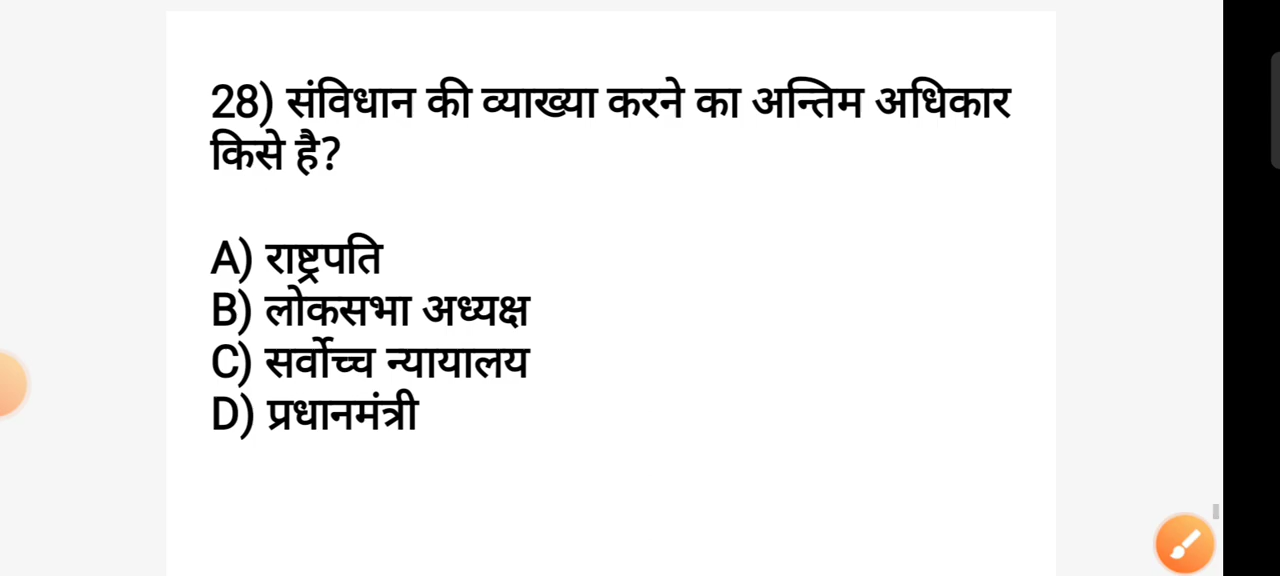 28) संविधान की व्याख्या करने का अन्तिम अधिकार
किसे है?
A) राष्ट्रपति
B) लोकसभा अध्यक्ष
C) सर्वोच्च न्यायालय
D) प्रधानमंत्री